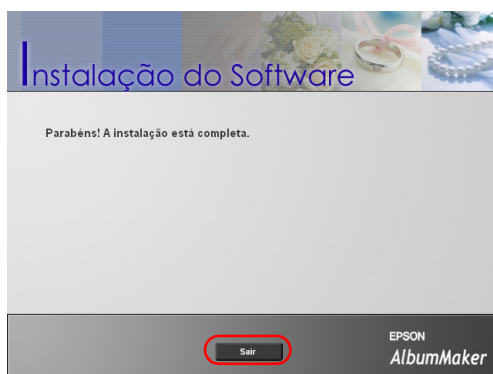 Instalação do Software
Parabéns! A instalação está completa.
Sair
EPSON
AlbumMaker